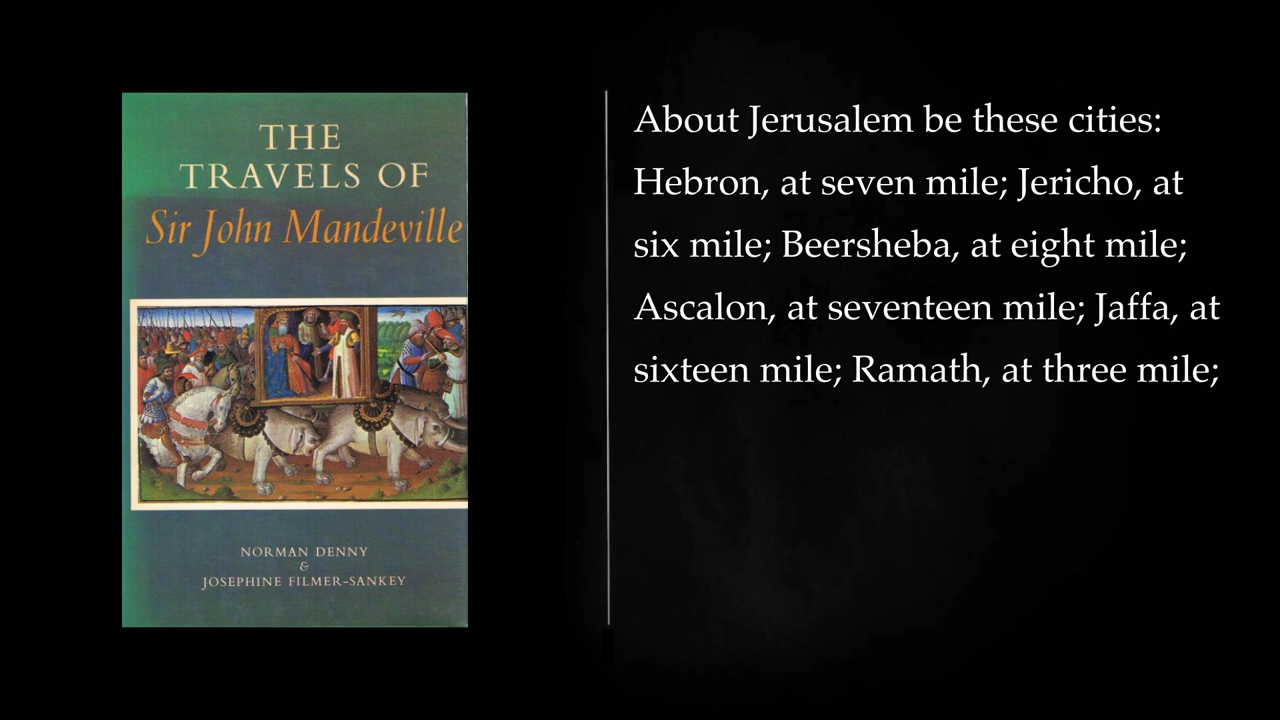 THE
TRAVELS OF
Sir John Mandeville
NORMAN DENNY
&
JOSEPHINE FILMER-SANKEY
About Jerusalem be these cities:
Hebron, at seven mile; Jericho, at
six mile; Beersheba, at eight mile;
Ascalon, at seventeen mile; Jaffa, at
sixteen mile; Ramath, at three mile;